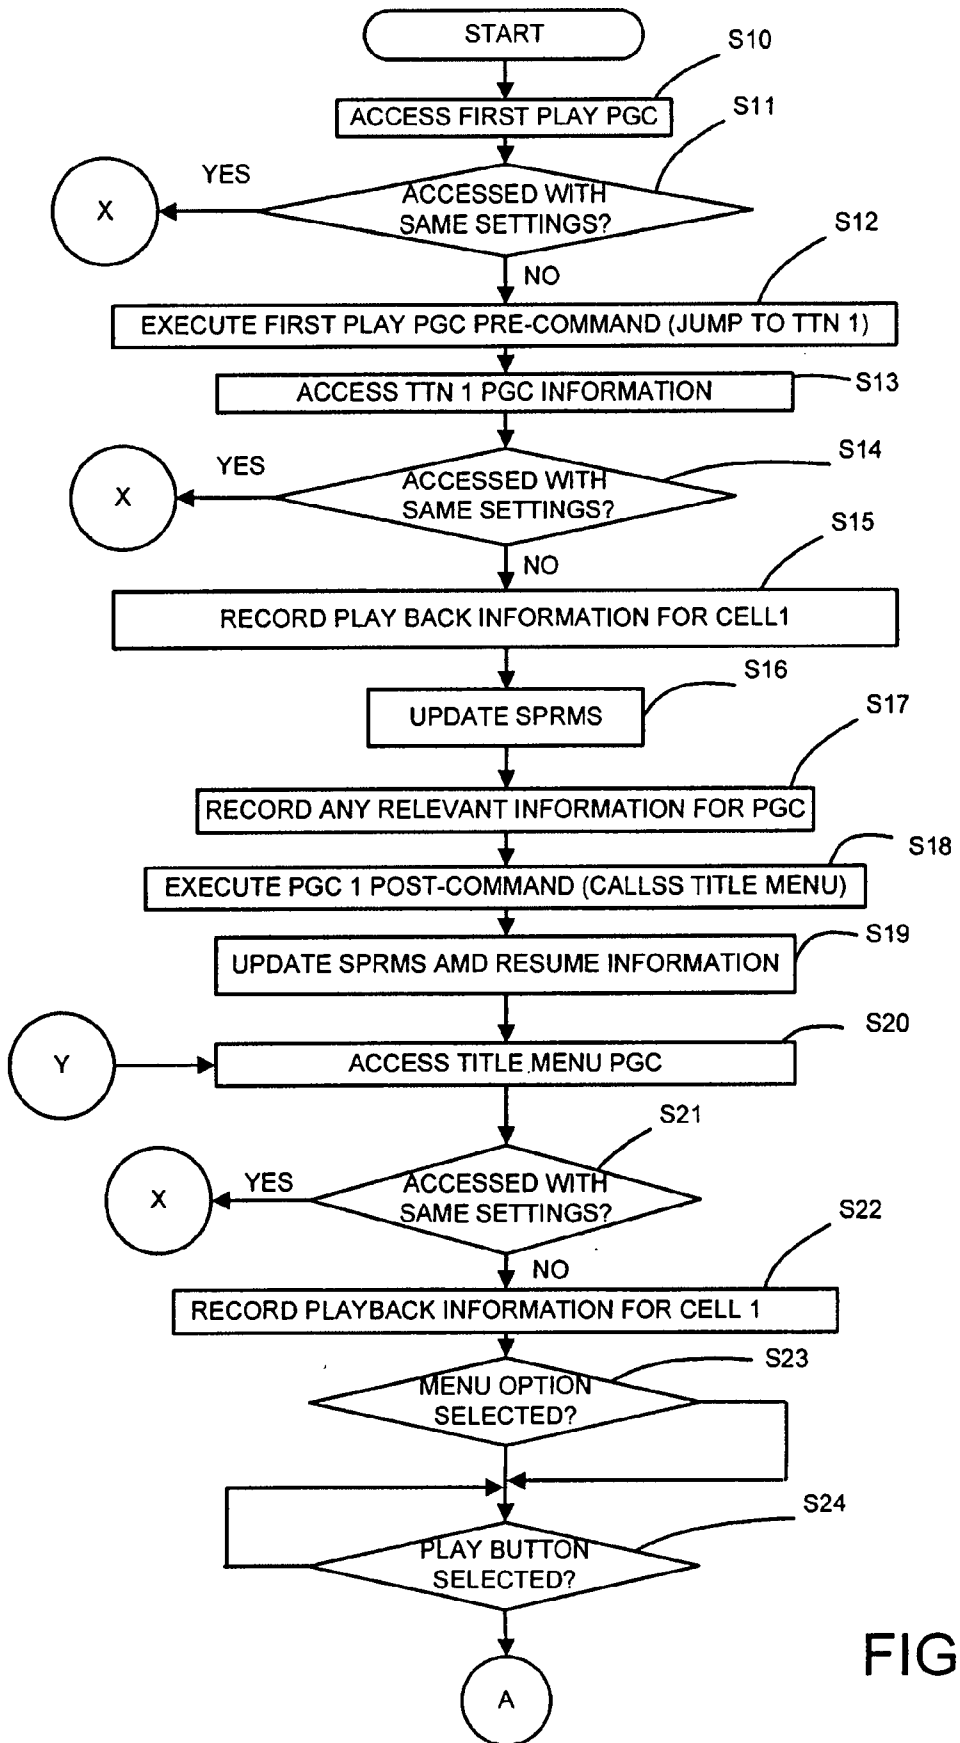 START
S10
ACCESS FIRST PLAY PGC
S11
YES
X
ACCESSED WITH
SAME SETTINGS?
S12
NO
EXECUTE FIRST PLAY PGC PRE-COMMAND (JUMP TO TTN 1)
S13
ACCESS TTN 1 PGC INFORMATION
S14
YES
X
ACCESSED WITH
SAME SETTINGS?
S15
NO
RECORD PLAY BACK INFORMATION FOR CELL1
S16
UPDATE SPRMS
S17
RECORD ANY RELEVANT INFORMATION FOR PGC
S18
EXECUTE PGC 1 POST-COMMAND (CALLSS TITLE MENU)
S19
UPDATE SPRMS AMD RESUME INFORMATION
S20
Y
ACCESS TITLE MENU PGC
S21
X
YES
ACCESSED WITH
SAME SETTINGS?
S22
NO
RECORD PLAYBACK INFORMATION FOR CELL 1
S23
MENU OPTION
SELECTED?
S24
PLAY BUTTON
SELECTED?
FIG
A